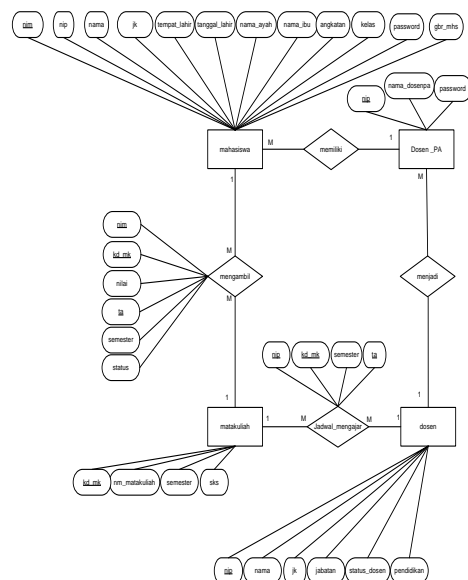 nim nip nama jk tempat_lahir tanggal_lahir nama_ayah nama_ibu angkatan kelas password gbr_mhs
nip nama_dosenpa password
mahasiswa M memiliki 1 Dosen _PA
1 M
nim
kd_mk
nilai
ta
semester
status
M
mengambil
M
menjadi
nip kd_mk semester ta
1 1
matakuliah 1 M Jadwal_mengajar M 1 dosen
kd_mk nm_matakuliah semester sks
nip nama jk jabatan status_dosen pendidikan